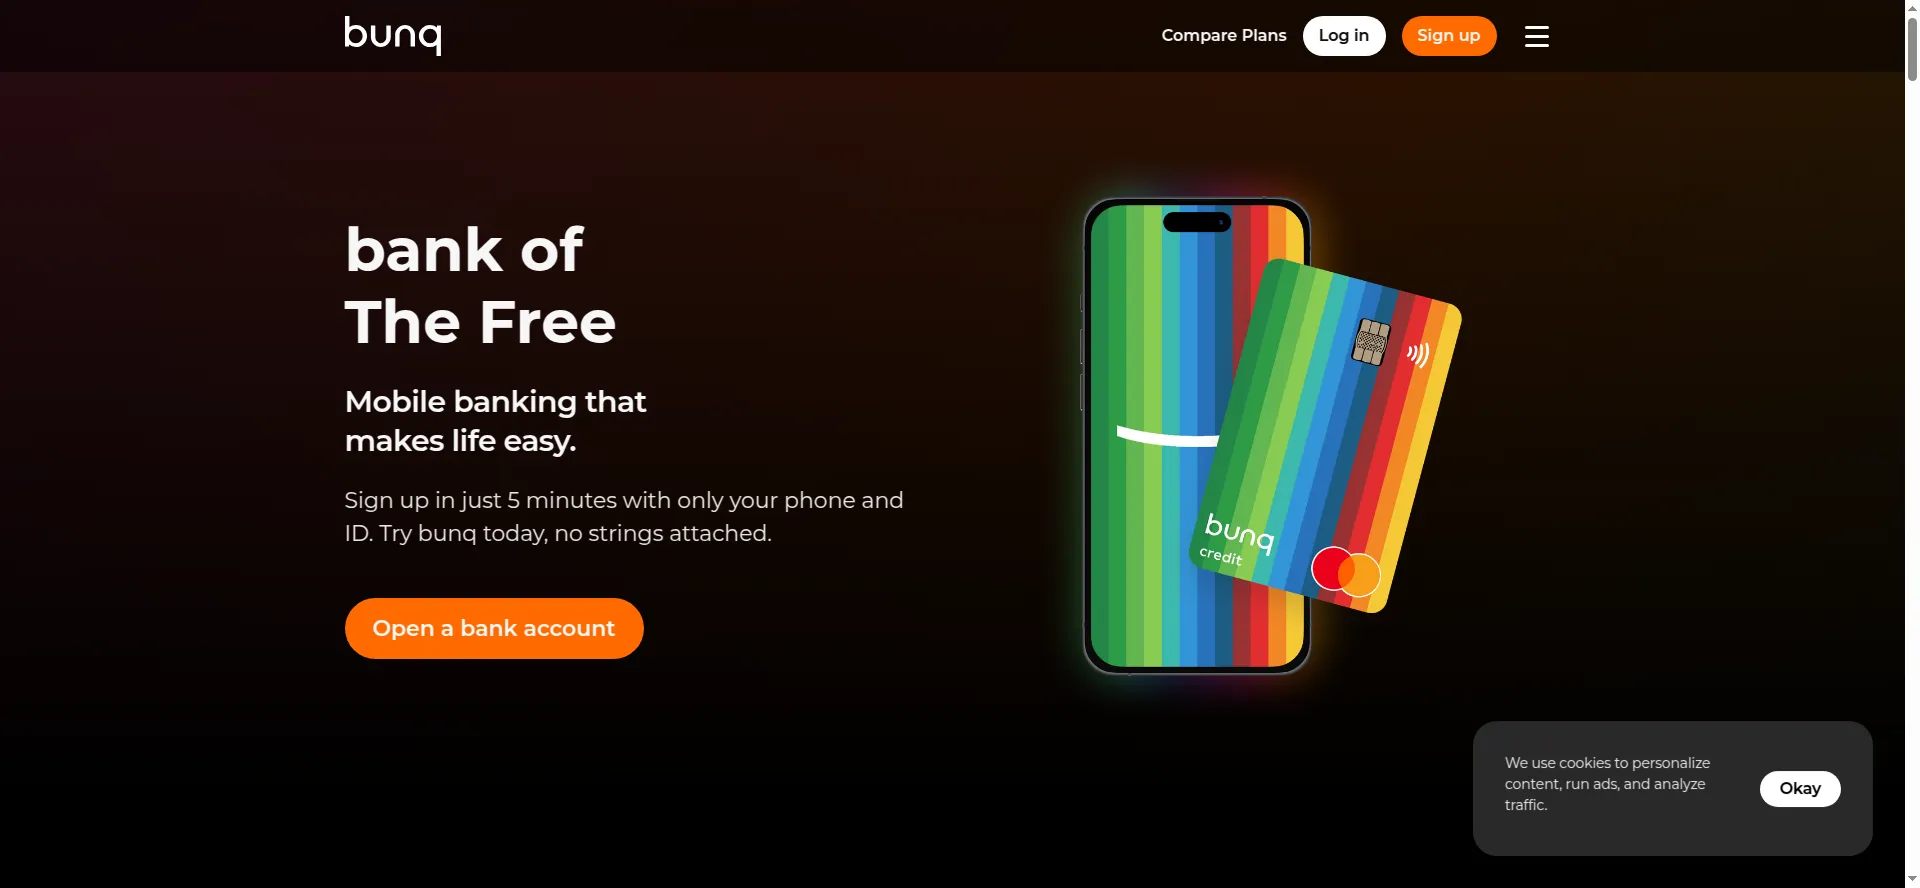 bunq
Compare Plans
Log in
Sign up
bank of
The Free
Mobile banking that
makes life easy.
Sign up in just 5 minutes with only your phone and
ID. Try bunq today, no strings attached.
Open a bank account
bunq
credit
We use cookies to personalize
content, run ads, and analyze
traffic.
Okay